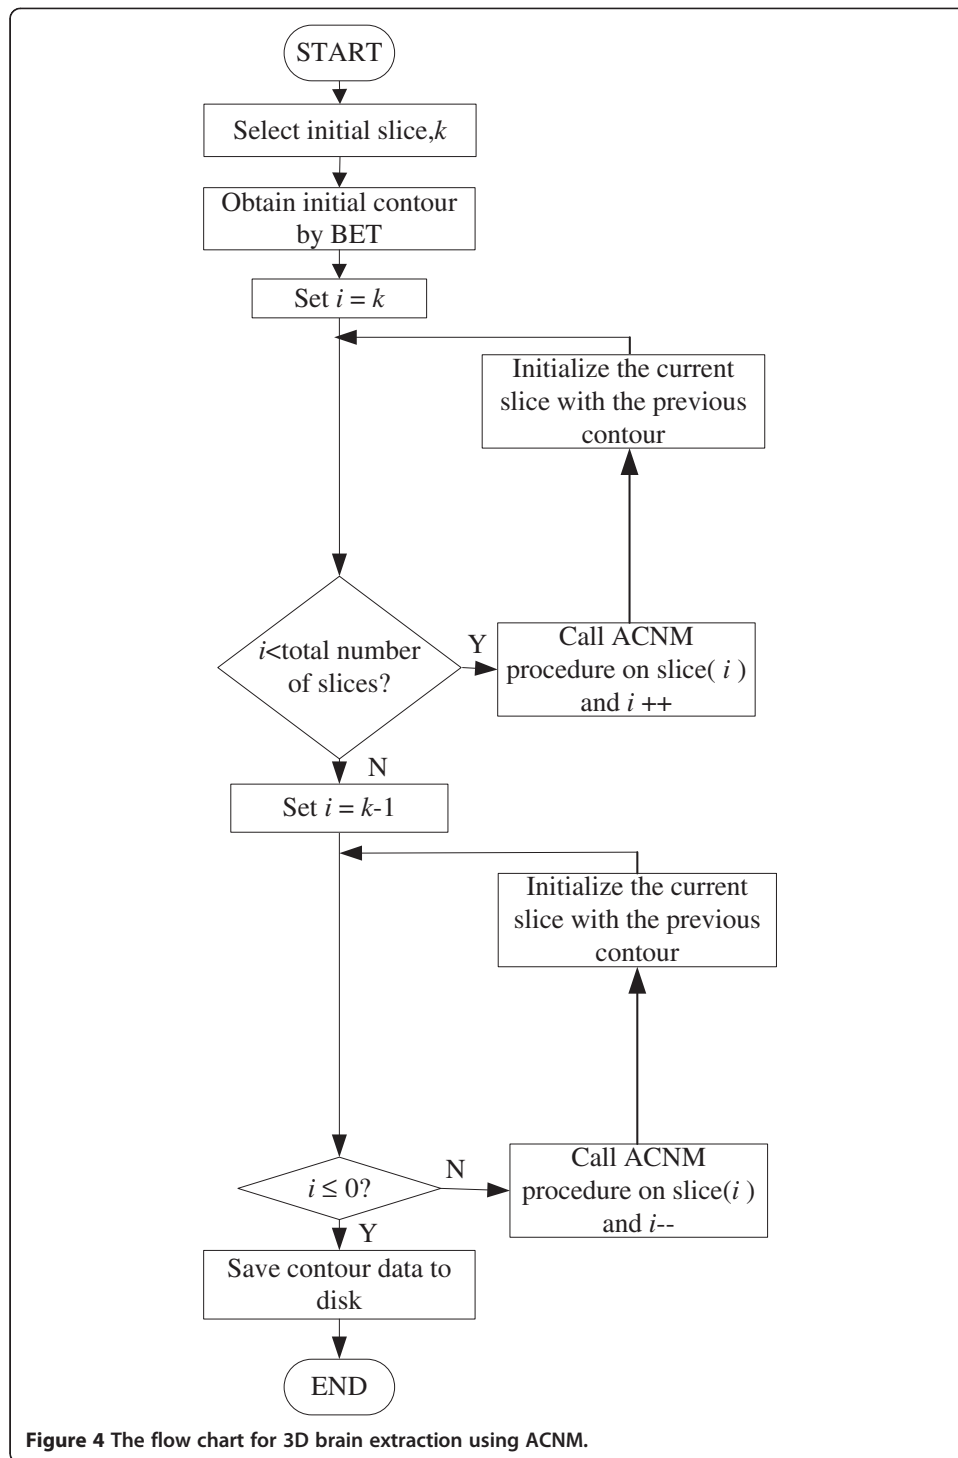 START
Select initial slice,k
Obtain initial contour
by BET
Set i = k
Initialize the current
slice with the previous
contour
i<total number
of slices?
Y
Call ACNM
procedure on slice( i )
and i ++
N
Set i = k-1
Initialize the current
slice with the previous
contour
i ≤ 0?
N
Call ACNM
procedure on slice(i )
and i--
Y
Save contour data to
disk
END
Figure 4 The flow chart for 3D brain extraction using ACNM.